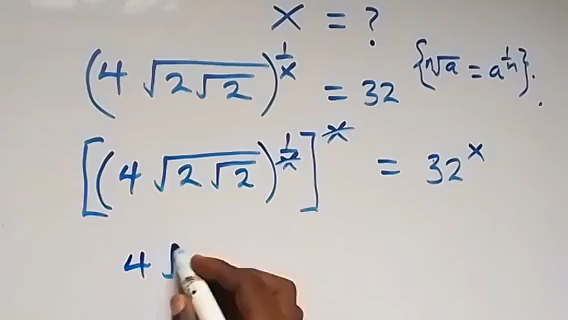 x = ?
(4 √(2√2))^(1/x) = 32 {ⁿ√a = a^(1/n)}.
[(4 √(2√2))^(1/x)]^x = 32^x
4 √